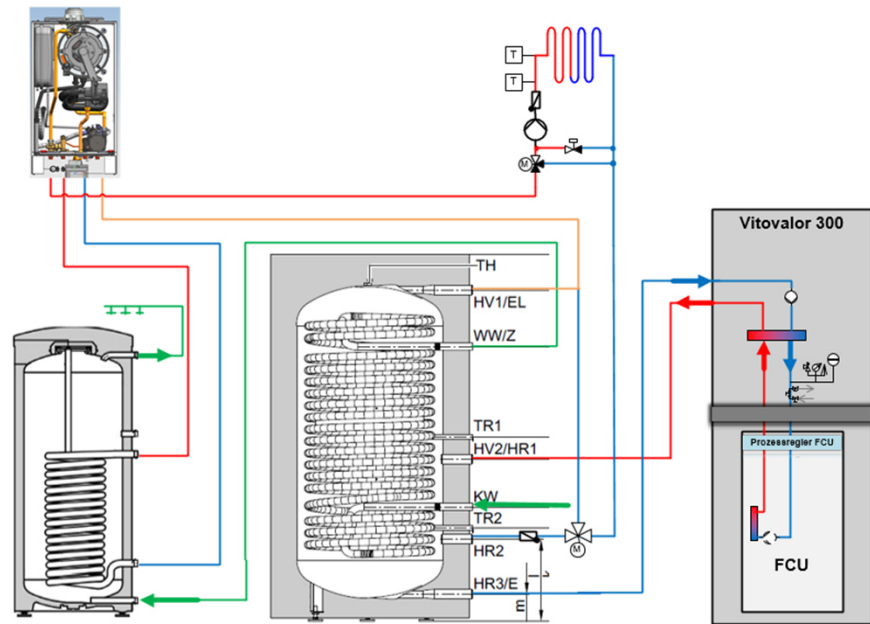 T
T
M
Vitovalor 300
TH
HV1/EL
WW/Z
TR1
HV2/HR1
Prozessregler FCU
KW
TR2
M
HR2
l
HR3/E
m
FCU